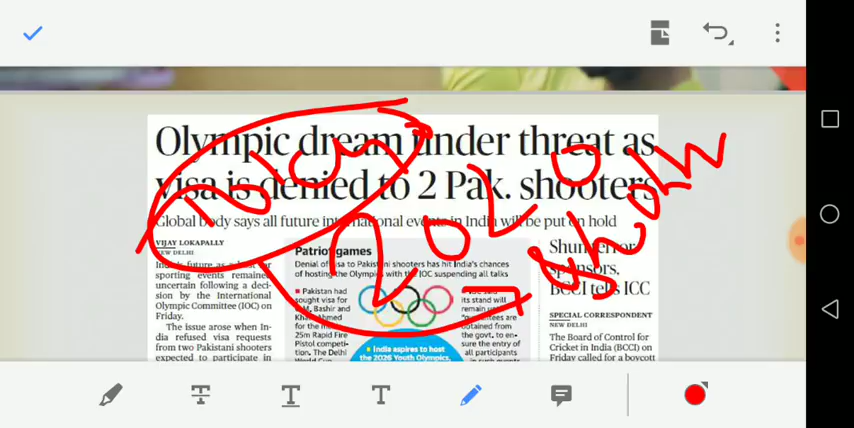 Olympic dream under threat as
visa is denied to 2 Pak. shooters
Global body says all future international events in India will be put on hold
VIJAY LOKAPALLY
NEW DELHI
India's future as a host for
sporting events remained
uncertain following a deci-
sion by the International
Olympic Committee (IOC) on
Friday.
The issue arose when In-
dia refused visa requests
from two Pakistani shooters
expected to participate in
Patriot games
Denial of visa to Pakistani shooters has hit India's chances
of hosting the Olympics with the IOC suspending all talks
■ Pakistan had
sought visa for
G.M. Bashir and
Khalil Ahmed
for the men's
25m Rapid Fire
Pistol competi-
tion. The Delhi
World Cup
• India aspires to host
the 2026 Youth Olympics,
its stand will
remain until
"guarantees are
obtained from
the govt. to en-
sure the entry of
all participants
in such events
Shun terror
sponsors,
BCCI tells ICC
SPECIAL CORRESPONDENT
NEW DELHI
The Board of Control for
Cricket in India (BCCI) on
Friday called for a boycott
2020
T
T
T